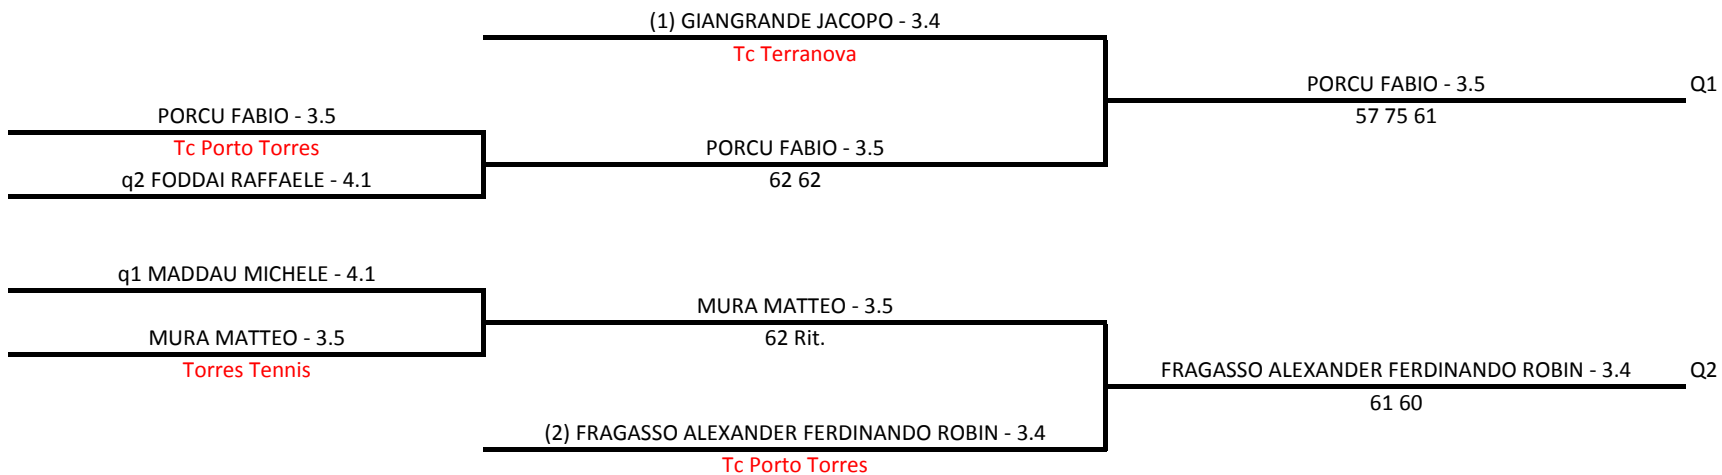 (1) GIANGRANDE JACOPO - 3.4
Tc Terranova
PORCU FABIO - 3.5 Q1
57 75 61
PORCU FABIO - 3.5
Tc Porto Torres
PORCU FABIO - 3.5
62 62
q2 FODDAI RAFFAELE - 4.1
q1 MADDAU MICHELE - 4.1
MURA MATTEO - 3.5
62 Rit.
MURA MATTEO - 3.5
Torres Tennis
FRAGASSO ALEXANDER FERDINANDO ROBIN - 3.4 Q2
61 60
(2) FRAGASSO ALEXANDER FERDINANDO ROBIN - 3.4
Tc Porto Torres